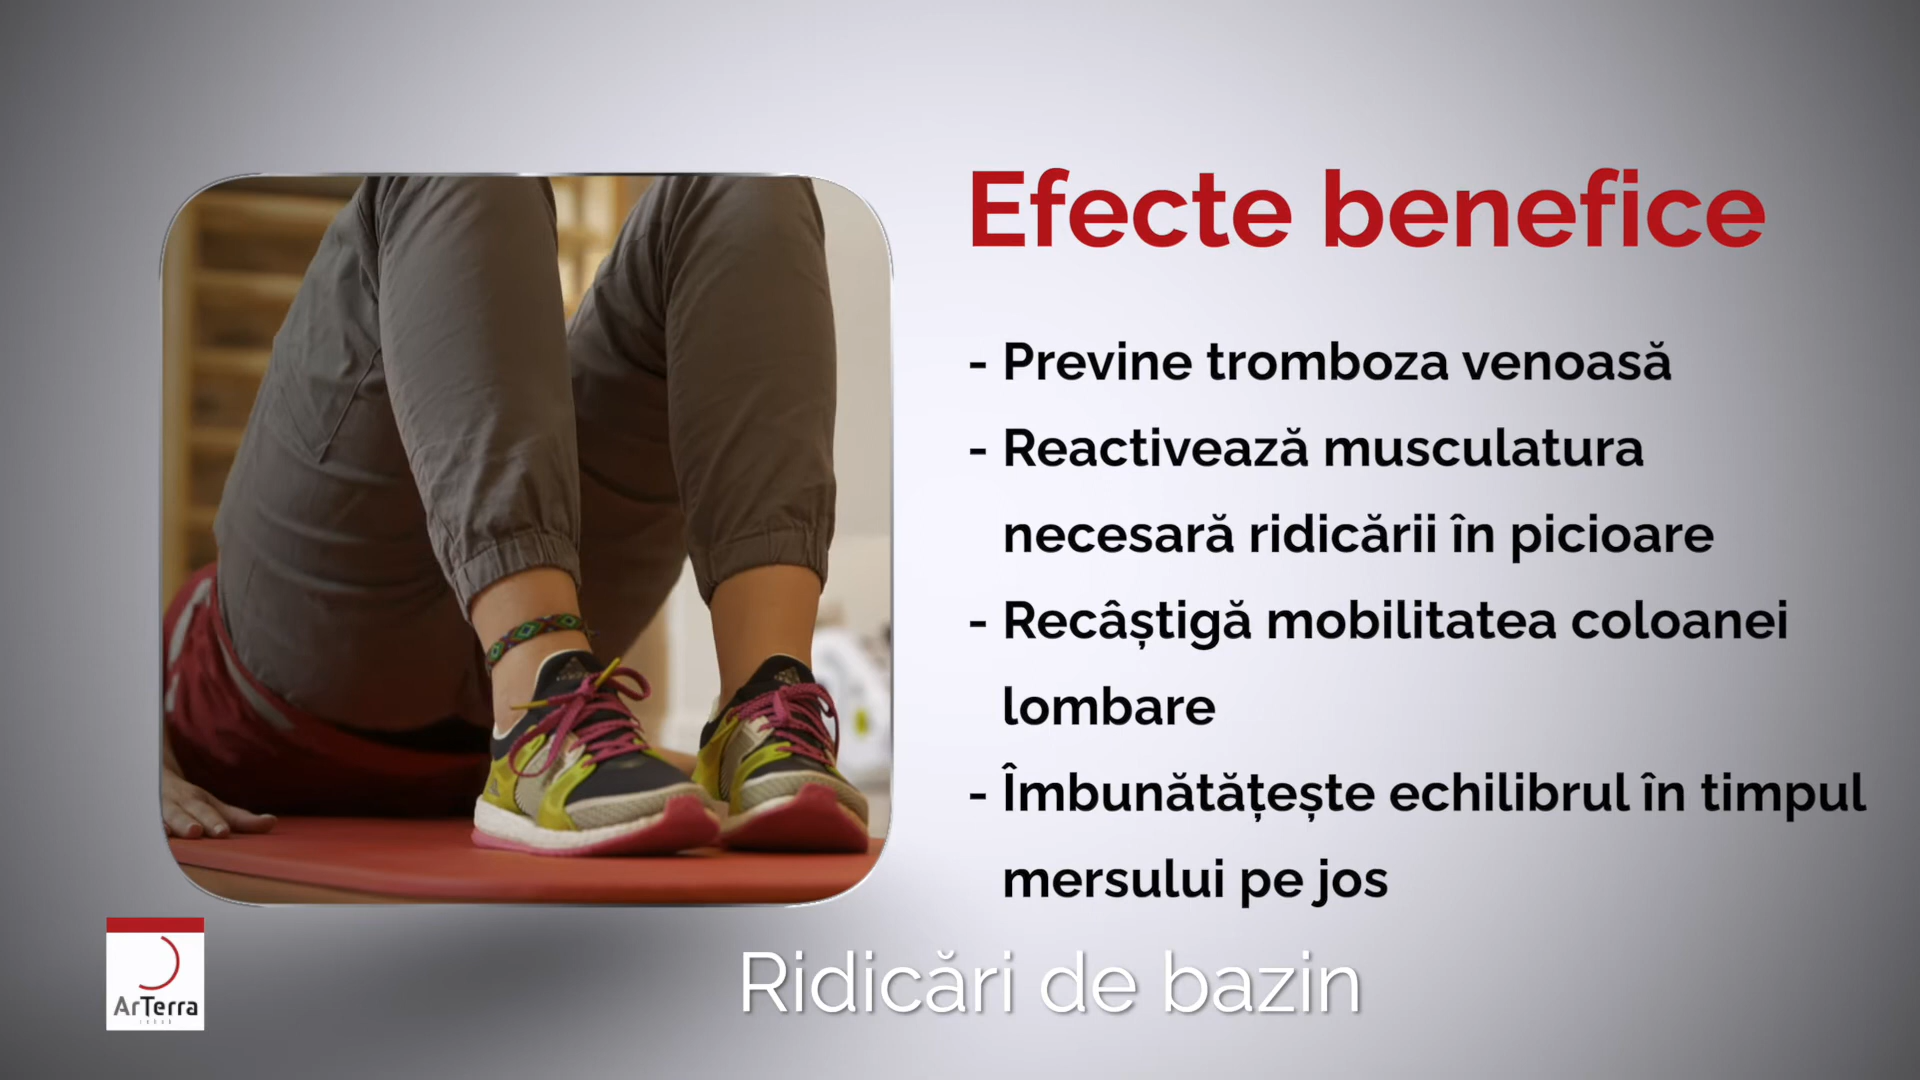 Efecte benefice
- Previne tromboza venoasă
- Reactivează musculatura
necesară ridicării în picioare
- Recâștigă mobilitatea coloanei
lombare
- Îmbunătățește echilibrul în timpul
mersului pe jos
Ridicări de bazin
ArTerra